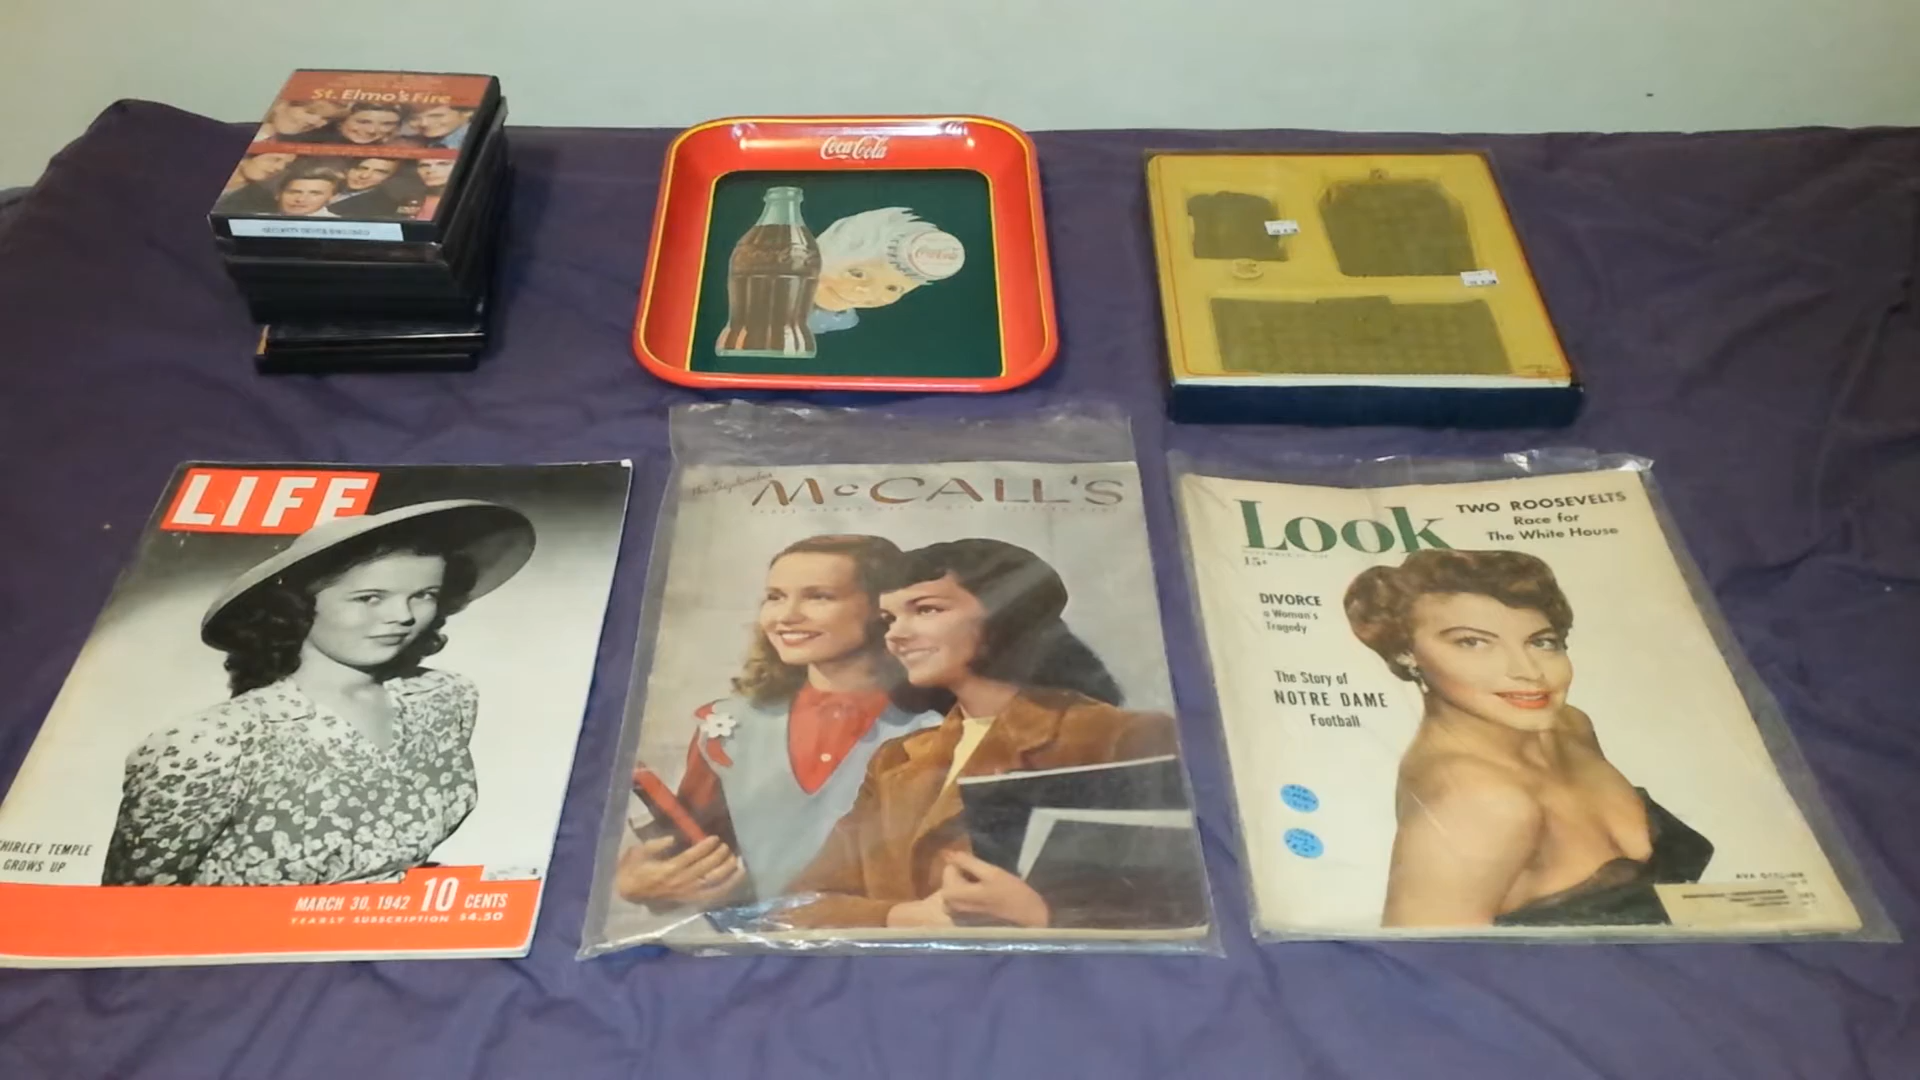 St. Elmo's Fire
Coca-Cola
Coca-Cola
LIFE
SHIRLEY TEMPLE
GROWS UP
MARCH 30, 1942 10 CENTS
YEARLY SUBSCRIPTION $4.50
The September
McCALL'S
Look
15¢
TWO ROOSEVELTS
Race for
The White House
DIVORCE
a Woman's
Tragedy
The Story of
NOTRE DAME
Football